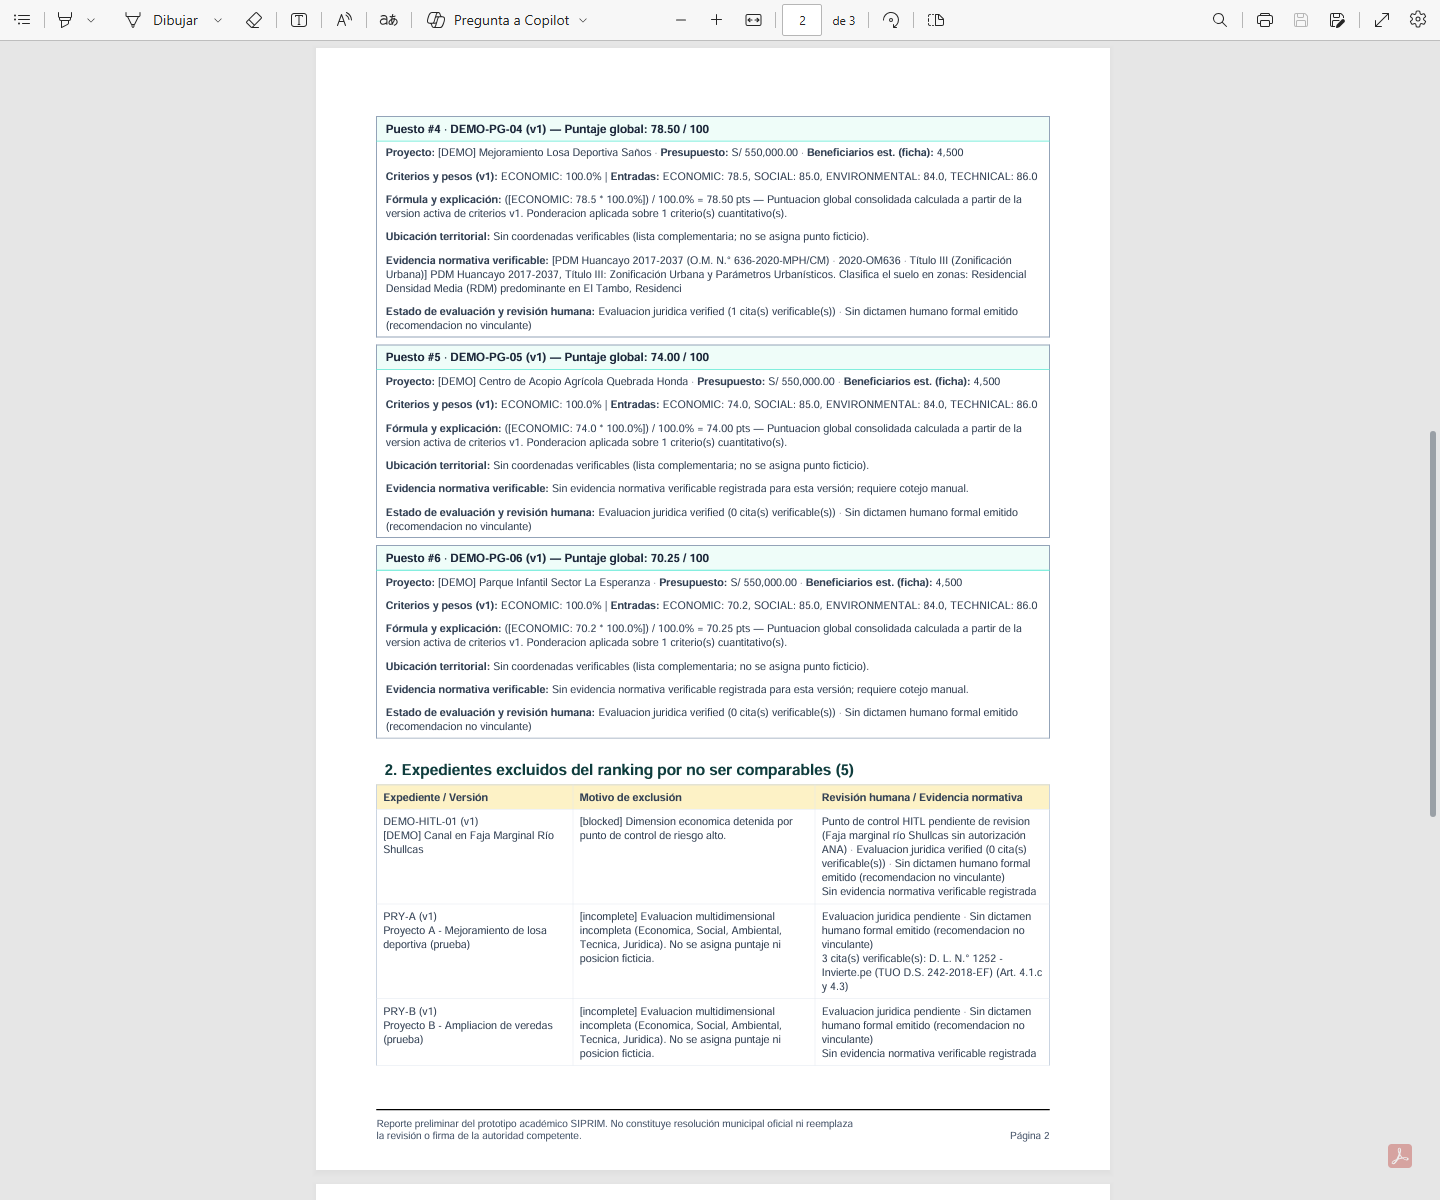 Dibujar
Pregunta a Copilot
2 de 3
Puesto #4 · DEMO-PG-04 (v1) — Puntaje global: 78.50 / 100
Proyecto: [DEMO] Mejoramiento Losa Deportiva Saños · Presupuesto: S/ 550,000.00 · Beneficiarios est. (ficha): 4,500
Criterios y pesos (v1): ECONOMIC: 100.0% | Entradas: ECONOMIC: 78.5, SOCIAL: 85.0, ENVIRONMENTAL: 84.0, TECHNICAL: 86.0
Fórmula y explicación: ([ECONOMIC: 78.5 * 100.0%]) / 100.0% = 78.50 pts — Puntuacion global consolidada calculada a partir de la
version activa de criterios v1. Ponderacion aplicada sobre 1 criterio(s) cuantitativo(s).
Ubicación territorial: Sin coordenadas verificables (lista complementaria; no se asigna punto ficticio).
Evidencia normativa verificable: [PDM Huancayo 2017-2037 (O.M. N.° 636-2020-MPH/CM) · 2020-OM636 · Título III (Zonificación
Urbana)] PDM Huancayo 2017-2037, Título III: Zonificación Urbana y Parámetros Urbanísticos. Clasifica el suelo en zonas: Residencial
Densidad Media (RDM) predominante en El Tambo, Residenci
Estado de evaluación y revisión humana: Evaluacion juridica verified (1 cita(s) verificable(s)) · Sin dictamen humano formal emitido
(recomendacion no vinculante)
Puesto #5 · DEMO-PG-05 (v1) — Puntaje global: 74.00 / 100
Proyecto: [DEMO] Centro de Acopio Agrícola Quebrada Honda · Presupuesto: S/ 550,000.00 · Beneficiarios est. (ficha): 4,500
Criterios y pesos (v1): ECONOMIC: 100.0% | Entradas: ECONOMIC: 74.0, SOCIAL: 85.0, ENVIRONMENTAL: 84.0, TECHNICAL: 86.0
Fórmula y explicación: ([ECONOMIC: 74.0 * 100.0%]) / 100.0% = 74.00 pts — Puntuacion global consolidada calculada a partir de la
version activa de criterios v1. Ponderacion aplicada sobre 1 criterio(s) cuantitativo(s).
Ubicación territorial: Sin coordenadas verificables (lista complementaria; no se asigna punto ficticio).
Evidencia normativa verificable: Sin evidencia normativa verificable registrada para esta versión; requiere cotejo manual.
Estado de evaluación y revisión humana: Evaluacion juridica verified (0 cita(s) verificable(s)) · Sin dictamen humano formal emitido
(recomendacion no vinculante)
Puesto #6 · DEMO-PG-06 (v1) — Puntaje global: 70.25 / 100
Proyecto: [DEMO] Parque Infantil Sector La Esperanza · Presupuesto: S/ 550,000.00 · Beneficiarios est. (ficha): 4,500
Criterios y pesos (v1): ECONOMIC: 100.0% | Entradas: ECONOMIC: 70.2, SOCIAL: 85.0, ENVIRONMENTAL: 84.0, TECHNICAL: 86.0
Fórmula y explicación: ([ECONOMIC: 70.2 * 100.0%]) / 100.0% = 70.25 pts — Puntuacion global consolidada calculada a partir de la
version activa de criterios v1. Ponderacion aplicada sobre 1 criterio(s) cuantitativo(s).
Ubicación territorial: Sin coordenadas verificables (lista complementaria; no se asigna punto ficticio).
Evidencia normativa verificable: Sin evidencia normativa verificable registrada para esta versión; requiere cotejo manual.
Estado de evaluación y revisión humana: Evaluacion juridica verified (0 cita(s) verificable(s)) · Sin dictamen humano formal emitido
(recomendacion no vinculante)
2. Expedientes excluidos del ranking por no ser comparables (5)
Expediente / Versión
Motivo de exclusión
Revisión humana / Evidencia normativa
DEMO-HITL-01 (v1)
[DEMO] Canal en Faja Marginal Río
Shullcas
[blocked] Dimension economica detenida por
punto de control de riesgo alto.
Punto de control HITL pendiente de revision
(Faja marginal río Shullcas sin autorización
ANA) · Evaluacion juridica verified (0 cita(s)
verificable(s)) · Sin dictamen humano formal
emitido (recomendacion no vinculante)
Sin evidencia normativa verificable registrada
PRY-A (v1)
Proyecto A - Mejoramiento de losa
deportiva (prueba)
[incomplete] Evaluacion multidimensional
incompleta (Economica, Social, Ambiental,
Tecnica, Juridica). No se asigna puntaje ni
posicion ficticia.
Evaluacion juridica pendiente · Sin dictamen
humano formal emitido (recomendacion no
vinculante)
3 cita(s) verificable(s): D. L. N.° 1252 -
Invierte.pe (TUO D.S. 242-2018-EF) (Art. 4.1.c
y 4.3)
PRY-B (v1)
Proyecto B - Ampliacion de veredas
(prueba)
[incomplete] Evaluacion multidimensional
incompleta (Economica, Social, Ambiental,
Tecnica, Juridica). No se asigna puntaje ni
posicion ficticia.
Evaluacion juridica pendiente · Sin dictamen
humano formal emitido (recomendacion no
vinculante)
Sin evidencia normativa verificable registrada
Reporte preliminar del prototipo académico SIPRIM. No constituye resolución municipal oficial ni reemplaza
la revisión o firma de la autoridad competente.
Página 2